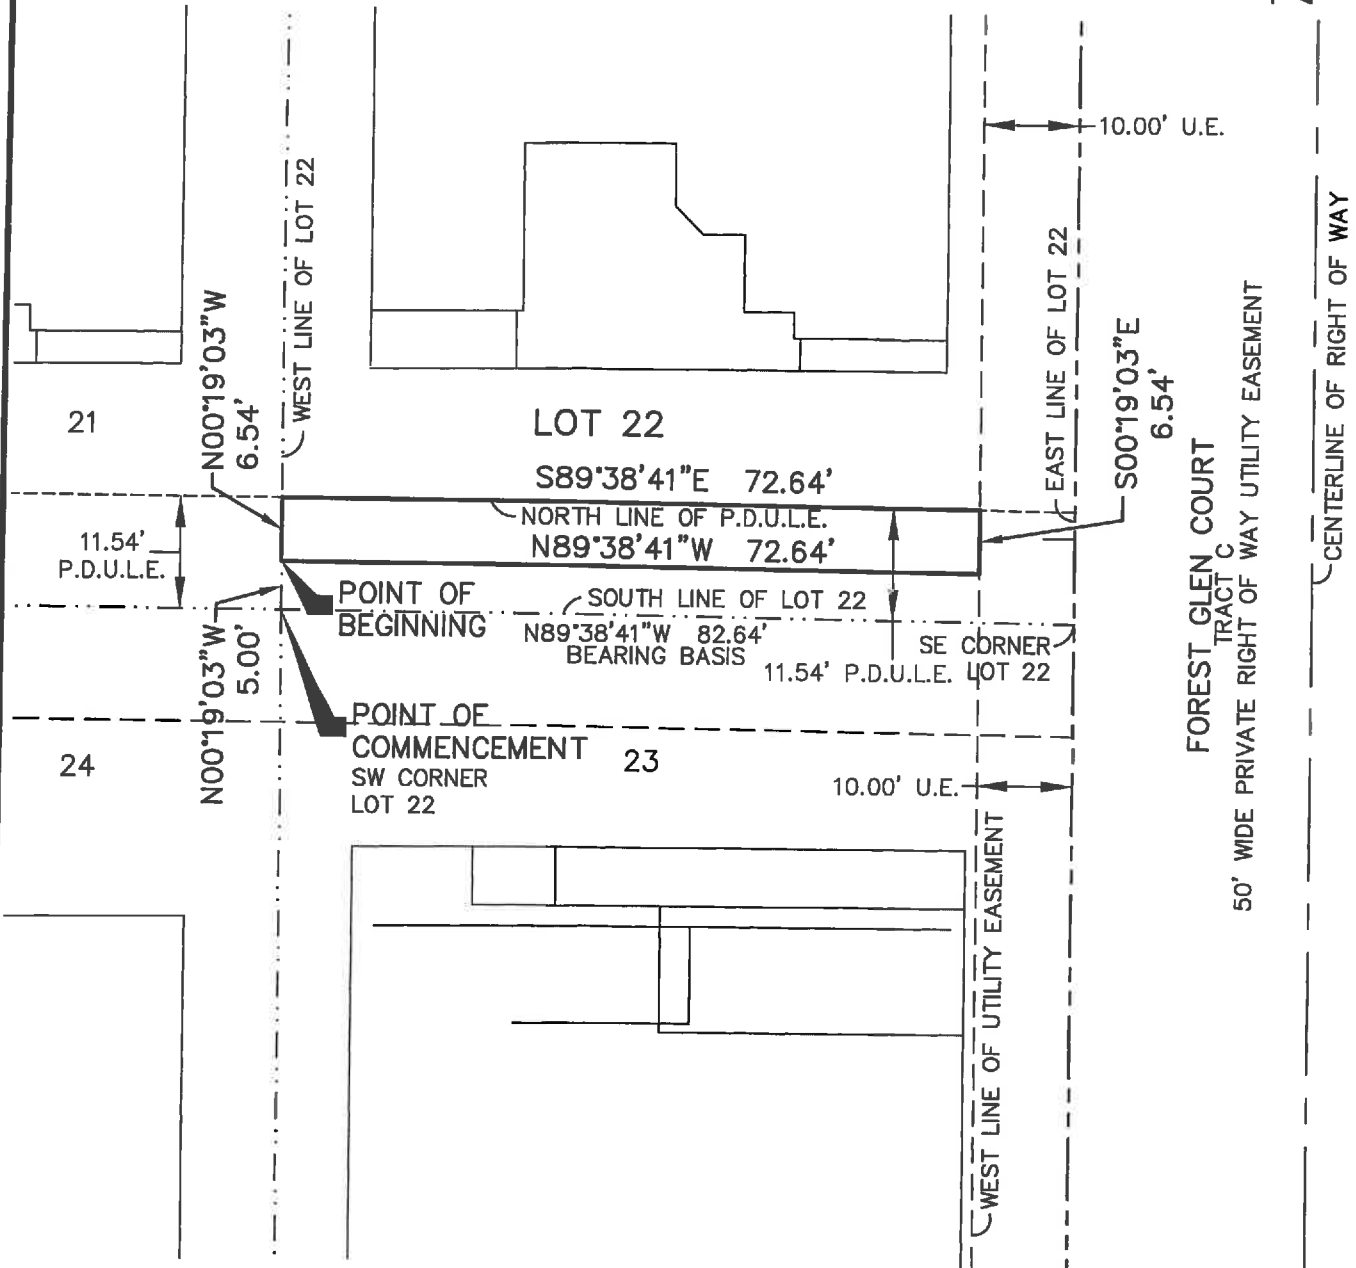 10.00' U.E.
WEST LINE OF LOT 22
EAST LINE OF LOT 22
CENTERLINE OF RIGHT OF WAY
N00°19'03"W
6.54'
S00°19'03"E
6.54'
21
LOT 22
S89°38'41"E 72.64'
NORTH LINE OF P.D.U.L.E.
N89°38'41"W 72.64'
11.54'
P.D.U.L.E.
POINT OF
BEGINNING
SOUTH LINE OF LOT 22
N89°38'41"W 82.64'
BEARING BASIS
SE CORNER
LOT 22
11.54' P.D.U.L.E.
N00°19'03"W
5.00'
FOREST GLEN COURT
TRACT C
50' WIDE PRIVATE RIGHT OF WAY UTILITY EASEMENT
POINT OF
COMMENCEMENT
SW CORNER
LOT 22
24
23
10.00' U.E.
WEST LINE OF UTILITY EASEMENT